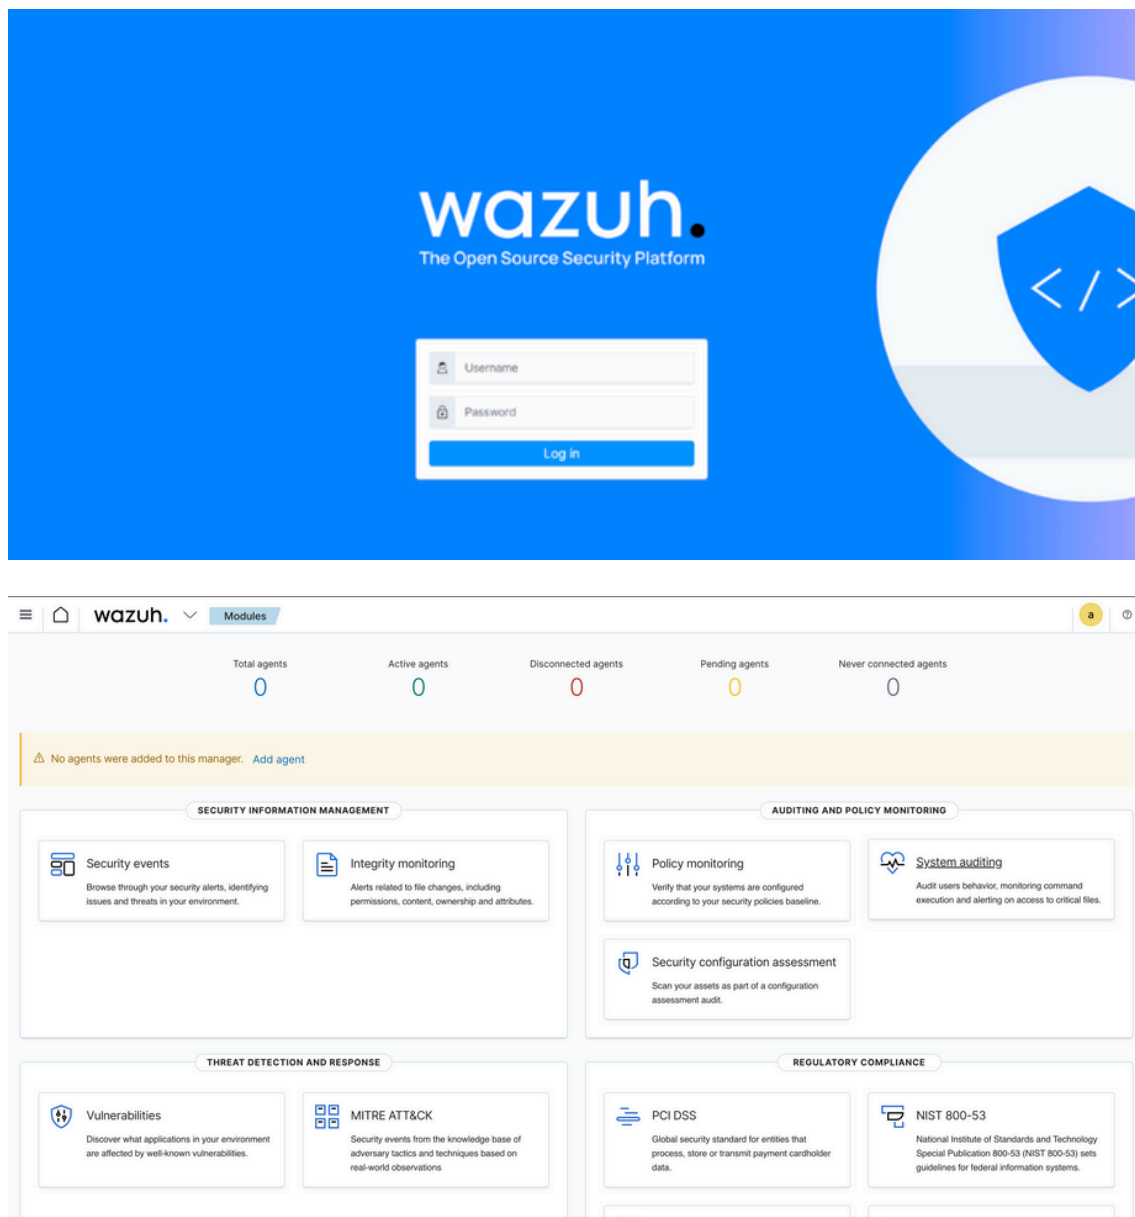 wazuh.
The Open Source Security Platform
</>
Username
Password
Log in
wazuh.
Modules
a
Total agents
0
Active agents
0
Disconnected agents
0
Pending agents
0
Never connected agents
0
No agents were added to this manager. Add agent
SECURITY INFORMATION MANAGEMENT
Security events
Browse through your security alerts, identifying
issues and threats in your environment.
Integrity monitoring
Alerts related to file changes, including
permissions, content, ownership and attributes.
AUDITING AND POLICY MONITORING
Policy monitoring
Verify that your systems are configured
according to your security policies baseline.
System auditing
Audit users behavior, monitoring command
execution and alerting on access to critical files.
Security configuration assessment
Scan your assets as part of a configuration
assessment audit.
THREAT DETECTION AND RESPONSE
Vulnerabilities
Discover what applications in your environment
are affected by well-known vulnerabilities.
MITRE ATT&CK
Security events from the knowledge base of
adversary tactics and techniques based on
real-world observations
REGULATORY COMPLIANCE
PCI DSS
Global security standard for entities that
process, store or transmit payment cardholder
data.
NIST 800-53
National Institute of Standards and Technology
Special Publication 800-53 (NIST 800-53) sets
guidelines for federal information systems.